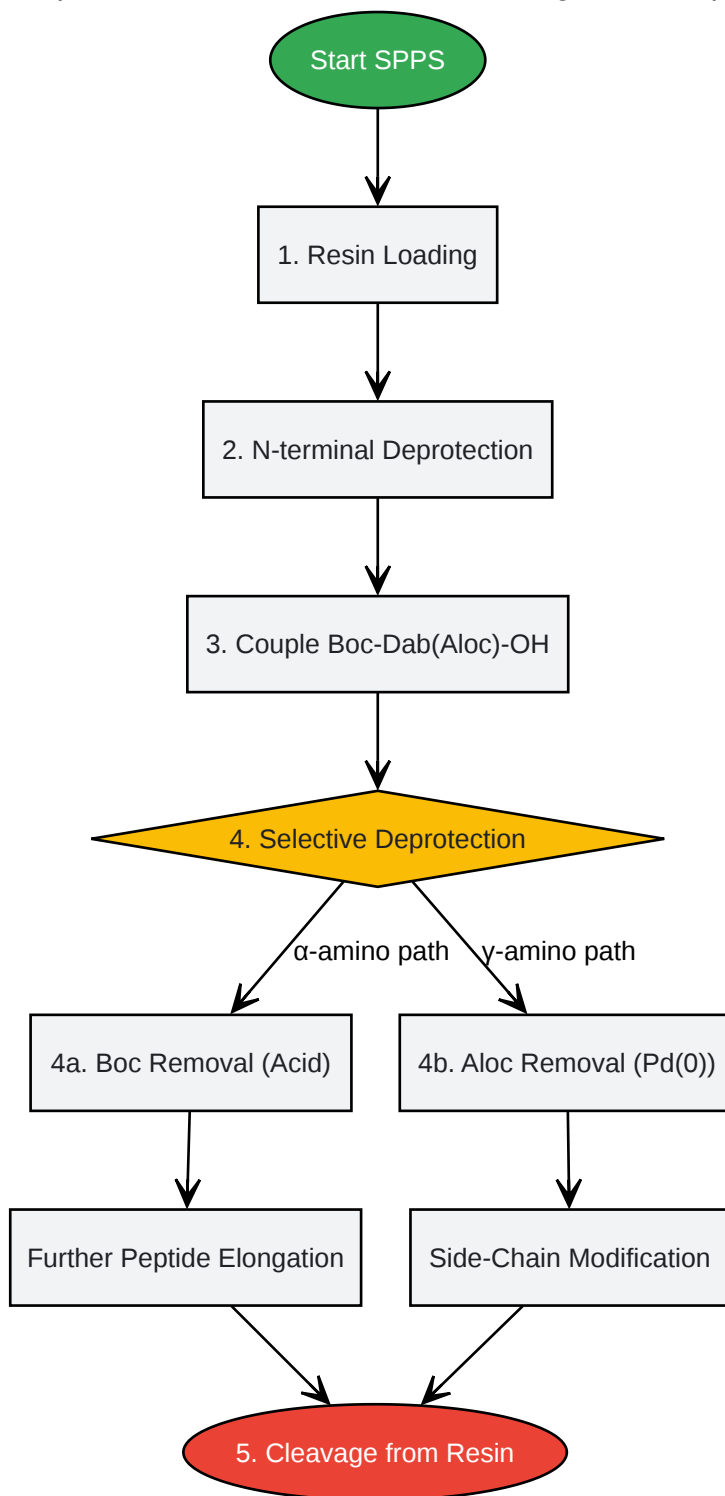 Start SPPS
1. Resin Loading
2. N-terminal Deprotection
3. Couple Boc-Dab(Aloc)-OH
4. Selective Deprotection
α-amino path
γ-amino path
4a. Boc Removal (Acid)
4b. Aloc Removal (Pd(0))
Further Peptide Elongation
Side-Chain Modification
5. Cleavage from Resin